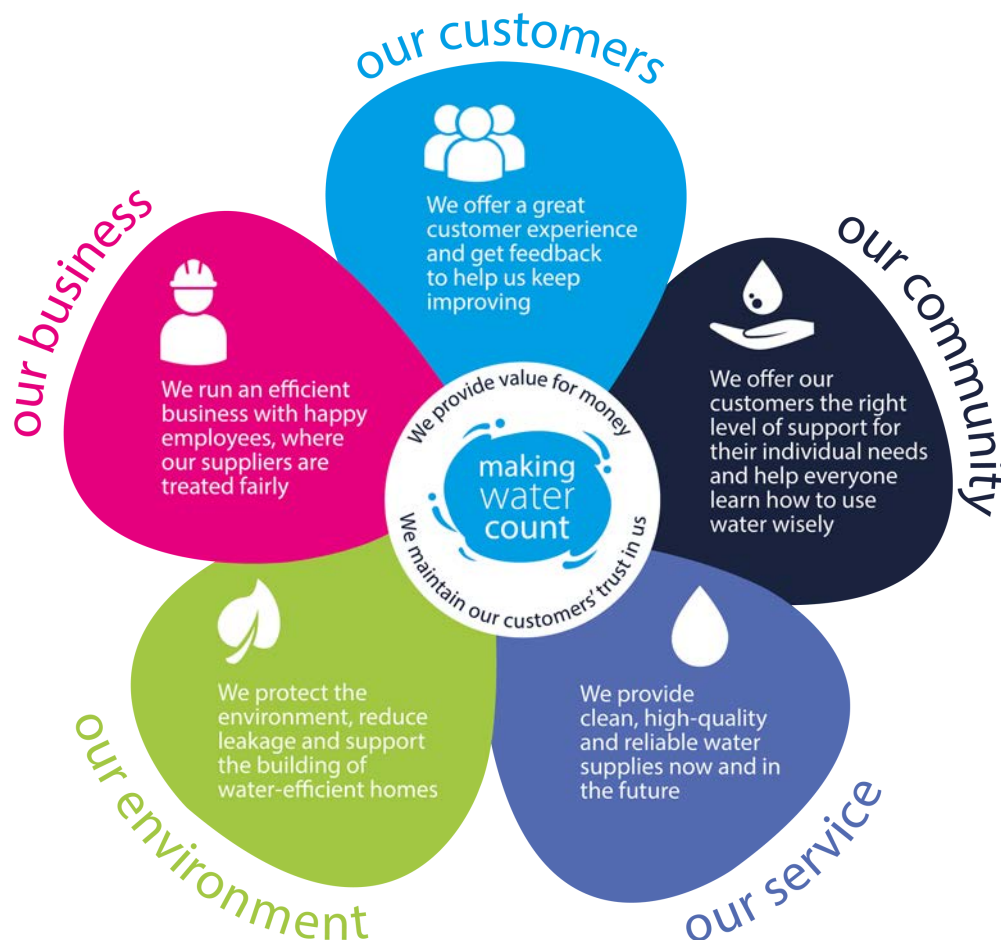 our customers
We offer a great
customer experience
and get feedback
to help us keep
improving
our community
We offer our
customers the right
level of support for
their individual needs
and help everyone
learn how to use
water wisely
our service
We provide
clean, high-quality
and reliable water
supplies now and in
the future
our environment
We protect the
environment, reduce
leakage and support
the building of
water-efficient homes
our business
We run an efficient
business with happy
employees, where
our suppliers are
treated fairly
We provide value for money
making
water
count
We maintain our customers' trust in us